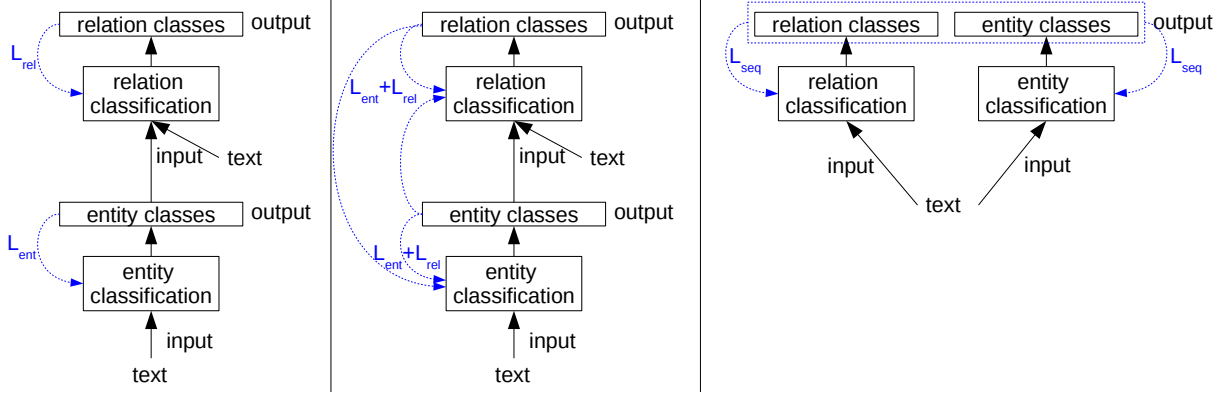 relation classes output
L_rel
relation
classification
input text
entity classes output
L_ent
entity
classification
input
text
relation classes output
L_ent+L_rel
relation
classification
input text
entity classes output
L_ent+L_rel
entity
classification
input
text
relation classes entity classes output
L_seq L_seq
relation
classification
entity
classification
input input
text